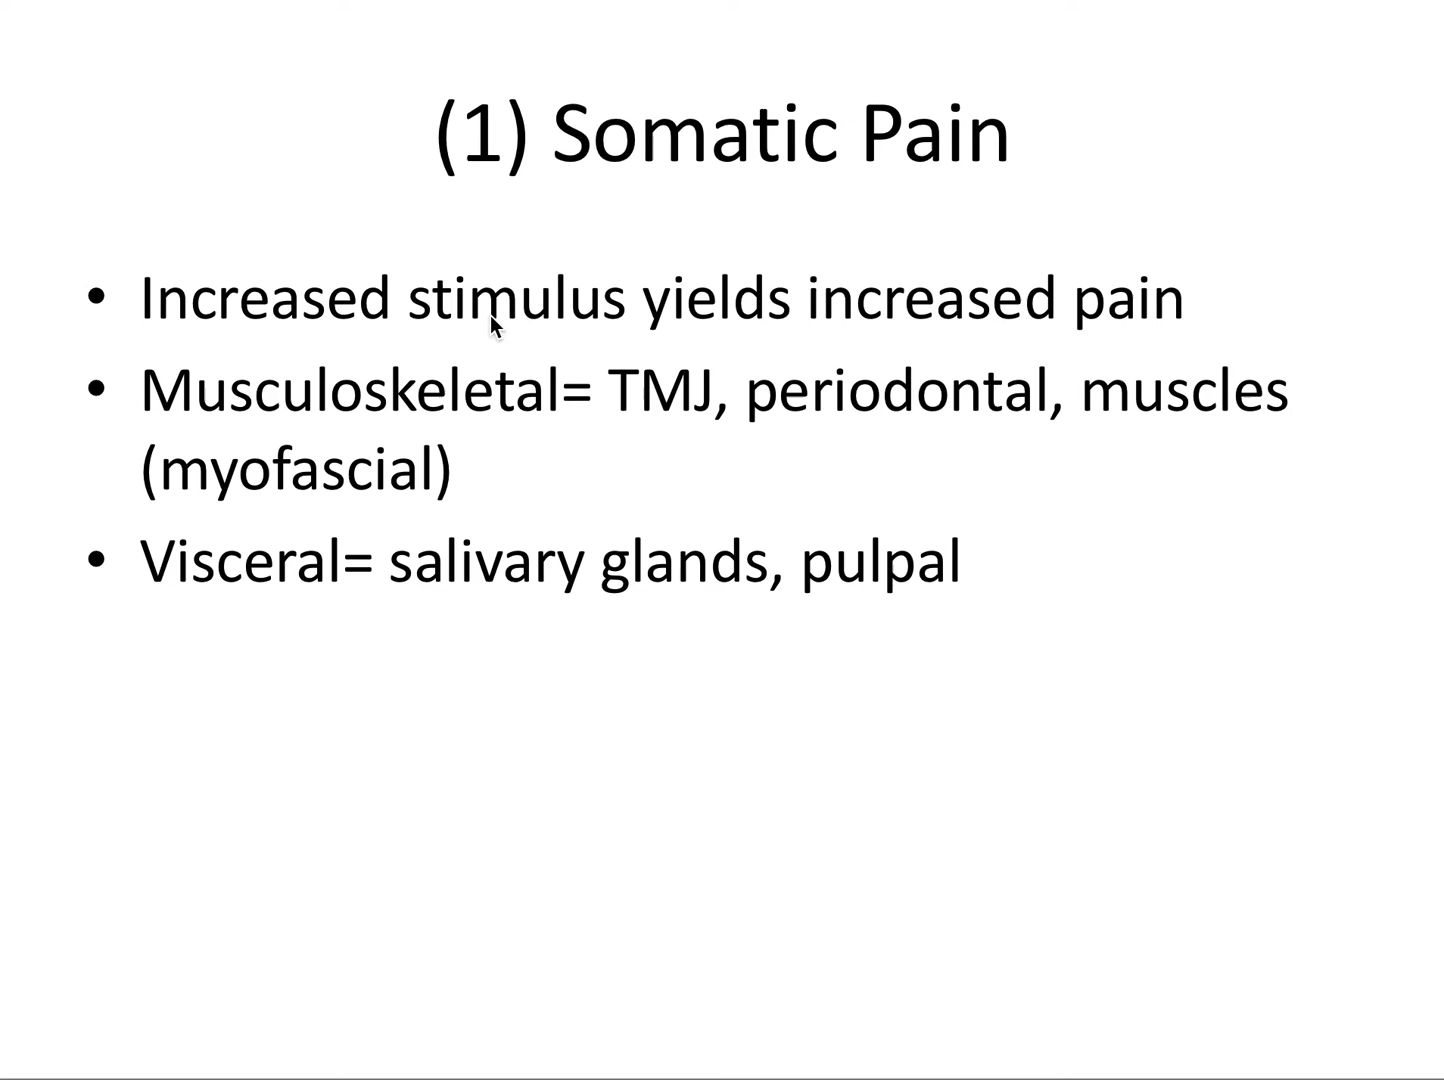 (1) Somatic Pain
• Increased stimulus yields increased pain
• Musculoskeletal= TMJ, periodontal, muscles
(myofascial)
• Visceral= salivary glands, pulpal